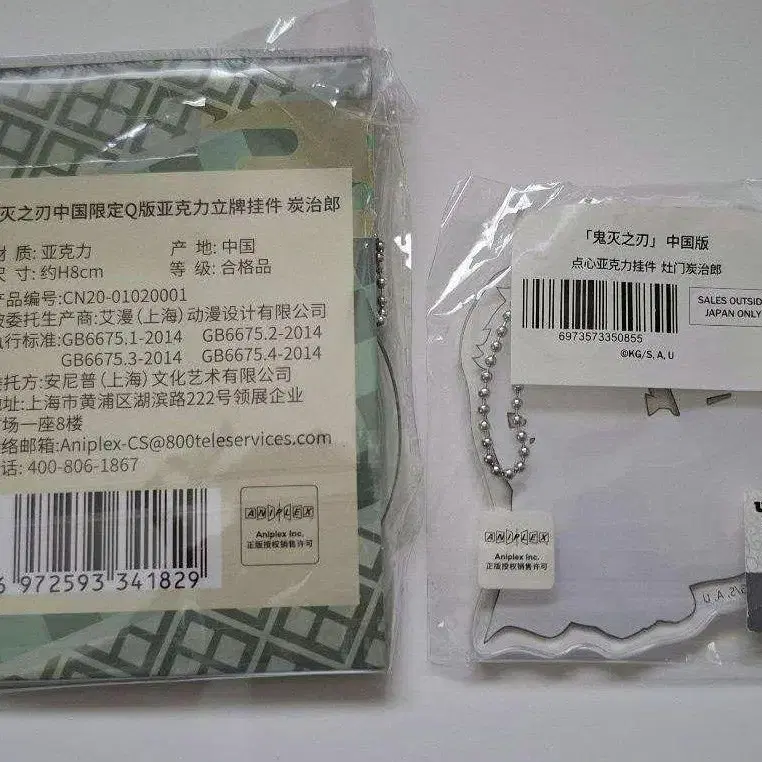 灭之刃中国限定Q版亚克力立牌挂件 炭治郎
质: 亚克力 产 地: 中国
寸: 约H8cm 等 级: 合格品
产品编号:CN20-01020001
委托生产商:艾漫(上海)动漫设计有限公司
行标准:GB6675.1-2014 GB6675.2-2014
GB6675.3-2014 GB6675.4-2014
托方:安尼普(上海)文化艺术有限公司
址:上海市黄浦区湖滨路222号领展企业
场一座8楼
络邮箱:Aniplex-CS@800teleservices.com
话: 400-806-1867
6 972593 341829
ANIPLEX
Aniplex Inc.
正版授权销售许可
「鬼灭之刃」中国版
点心亚克力挂件 灶门炭治郎
SALES OUTSID
JAPAN ONLY
6973573350855
©KG/S, A, U
ANIPLEX
Aniplex Inc.
正版授权销售许可